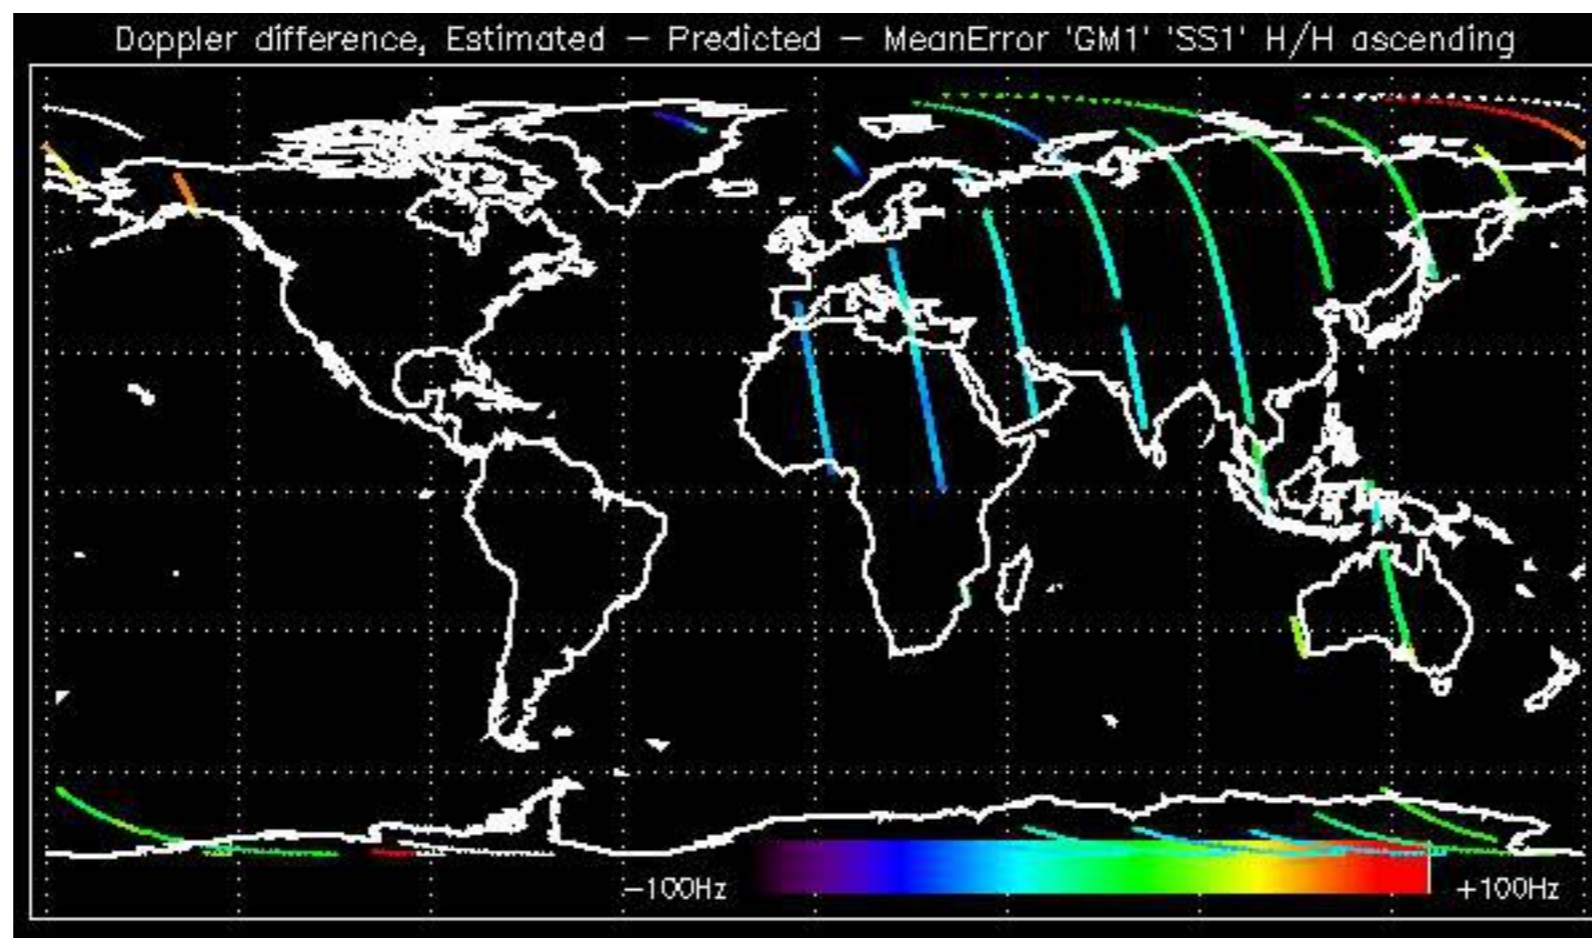 Doppler difference, Estimated − Predicted − MeanError 'GM1' 'SS1' H/H ascending
−100Hz +100Hz